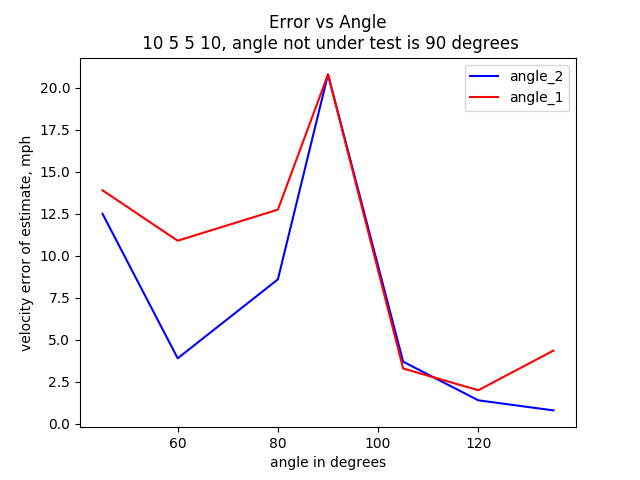 Error vs Angle
10 5 5 10, angle not under test is 90 degrees
angle_2
angle_1
velocity error of estimate, mph
20.0
17.5
15.0
12.5
10.0
7.5
5.0
2.5
0.0
60 80 100 120
angle in degrees